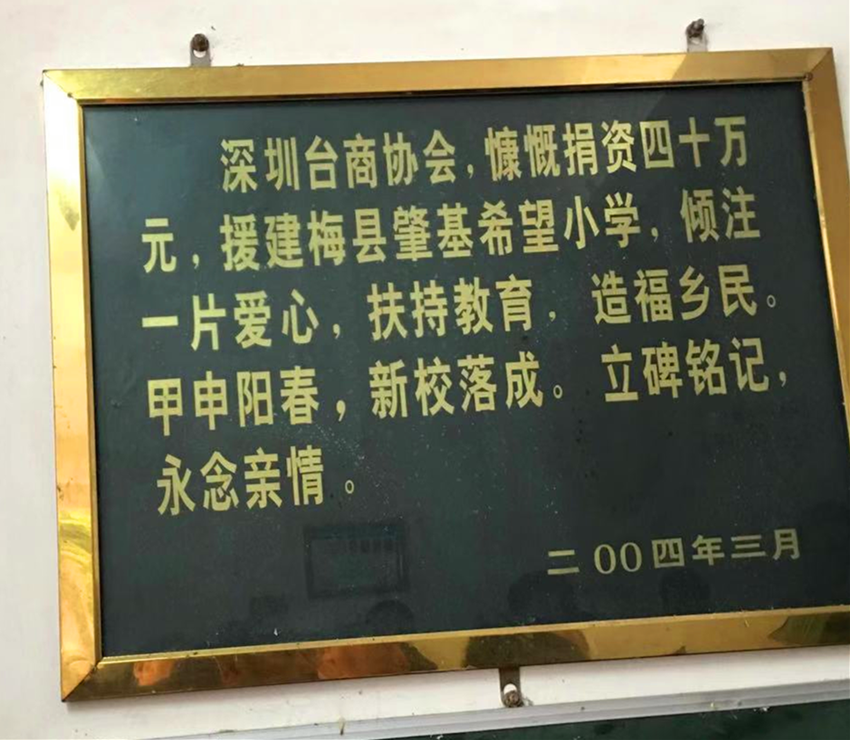 深圳台商协会，慷慨捐资四十万
元，援建梅县肇基希望小学，倾注
一片爱心，扶持教育，造福乡民。
甲申阳春，新校落成。立碑铭记，
永念亲情。
二00四年三月